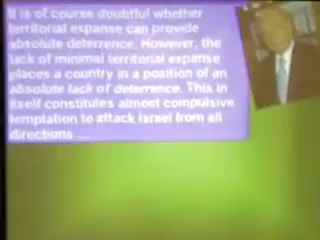 It is of course doubtful whether
territorial expanse can provide
absolute deterrence. However, the
lack of minimal territorial expanse
places a country in a position of an
absolute lack of deterrence. This in
itself constitutes almost compulsive
temptation to attack Israel from all
directions ...